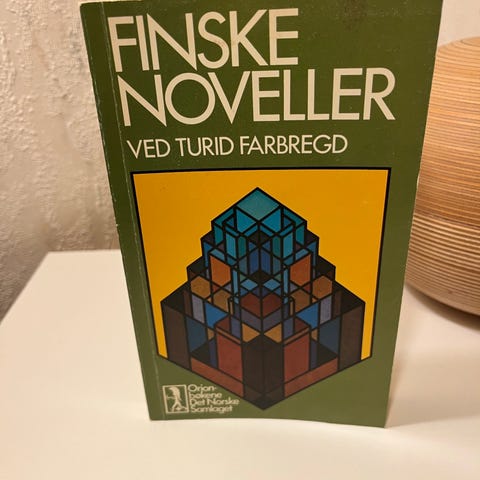 FINSKE
NOVELLER
VED TURID FARBREGD
Orion-
bøkene
Det Norske
Samlaget